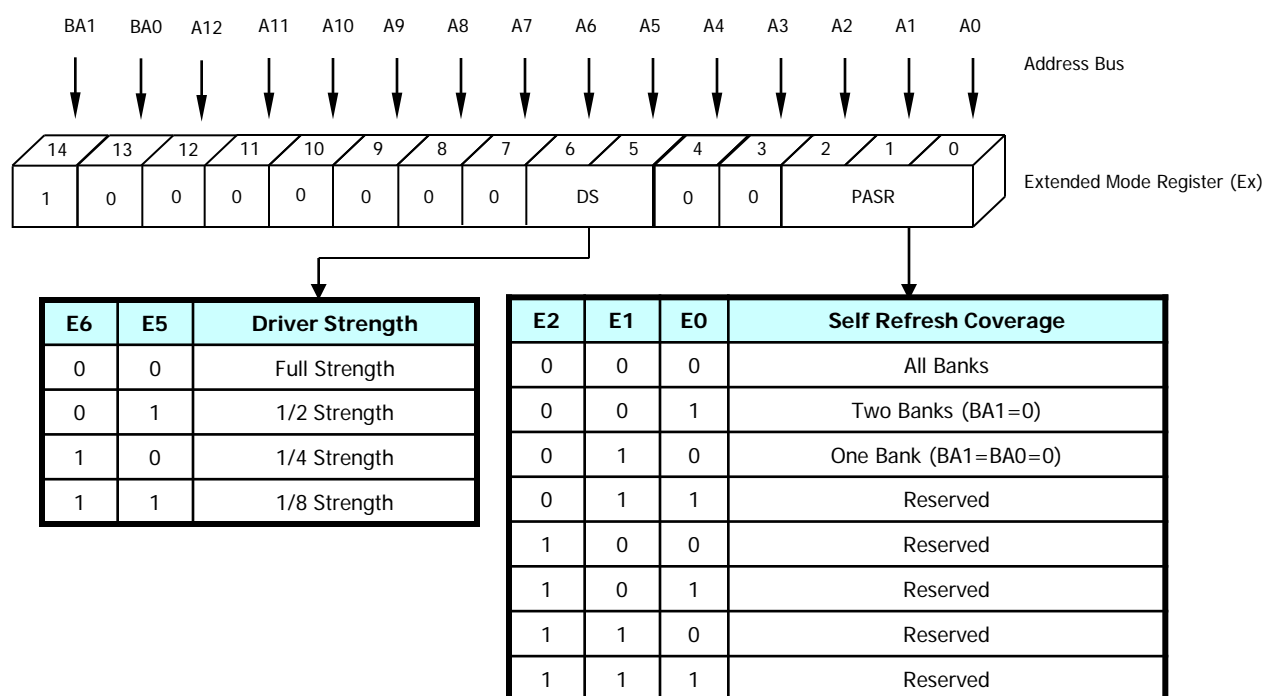 BA1 BA0 A12 A11 A10 A9 A8 A7 A6 A5 A4 A3 A2 A1 A0
Address Bus
14 13 12 11 10 9 8 7 6 5 4 3 2 1 0
1 0 0 0 0 0 0 0 DS 0 0 PASR
Extended Mode Register (Ex)
E6 E5 Driver Strength
0 0 Full Strength
0 1 1/2 Strength
1 0 1/4 Strength
1 1 1/8 Strength
E2 E1 E0 Self Refresh Coverage
0 0 0 All Banks
0 0 1 Two Banks (BA1=0)
0 1 0 One Bank (BA1=BA0=0)
0 1 1 Reserved
1 0 0 Reserved
1 0 1 Reserved
1 1 0 Reserved
1 1 1 Reserved